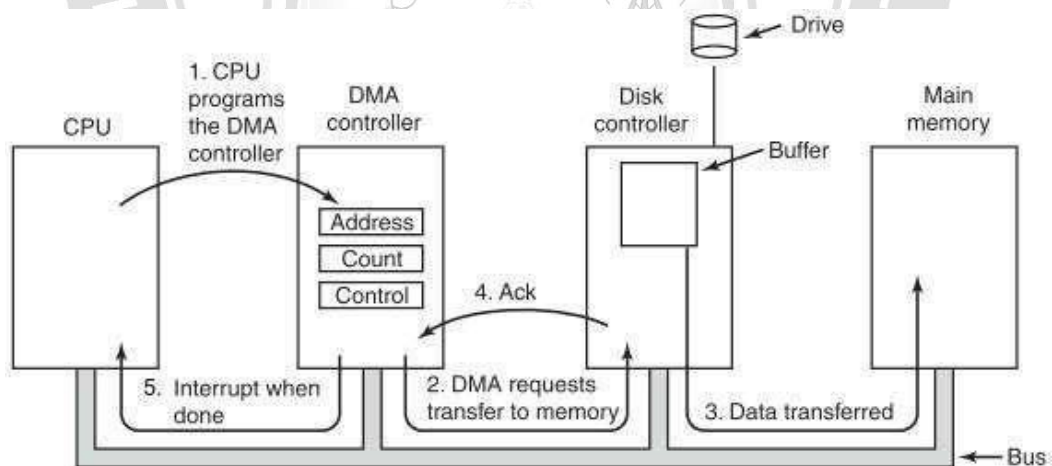 Drive
1. CPU
programs
the DMA
controller
CPU
DMA
controller
Disk
controller
Main
memory
Buffer
Address
Count
Control
4. Ack
5. Interrupt when
done
2. DMA requests
transfer to memory
3. Data transferred
Bus